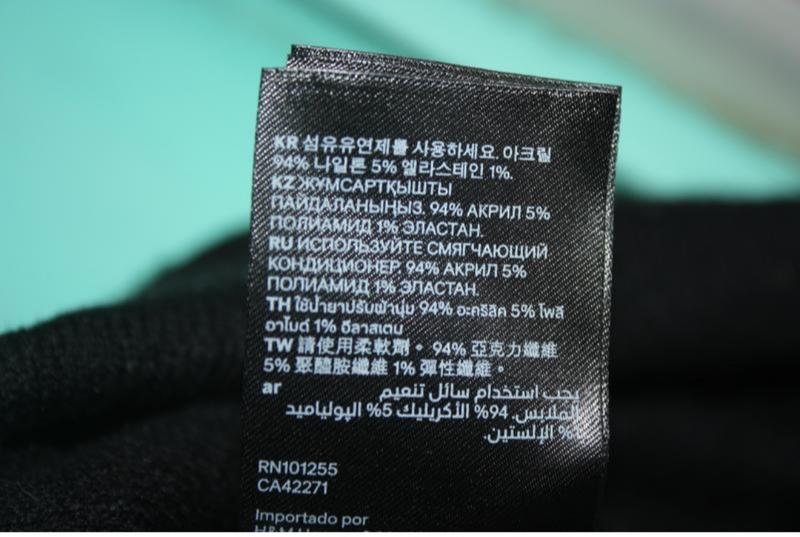 KR 섬유유연제를 사용하세요. 아크릴
94% 나일론 5% 엘라스테인 1%.
KZ ЖҰМСАРТҚЫШТЫ
ПАЙДАЛАНЫҢЫЗ. 94% АКРИЛ 5%
ПОЛИАМИД 1% ЭЛАСТАН.
RU ИСПОЛЬЗУЙТЕ СМЯГЧАЮЩИЙ
КОНДИЦИОНЕР. 94% АКРИЛ 5%
ПОЛИАМИД 1% ЭЛАСТАН.
TH ใช้น้ำยาปรับผ้านุ่ม 94% อะคริลิค 5% โพลี
อาไมด์ 1% อีลาสเตน
TW 請使用柔軟劑。 94% 亞克力纖維
5% 聚醯胺纖維 1% 彈性纖維。
ar يجب استخدام سائل تنعيم
الملابس. 94% الأكريليك 5% البولياميد
% الإلستين.
RN101255
CA42271
Importado por
H&M